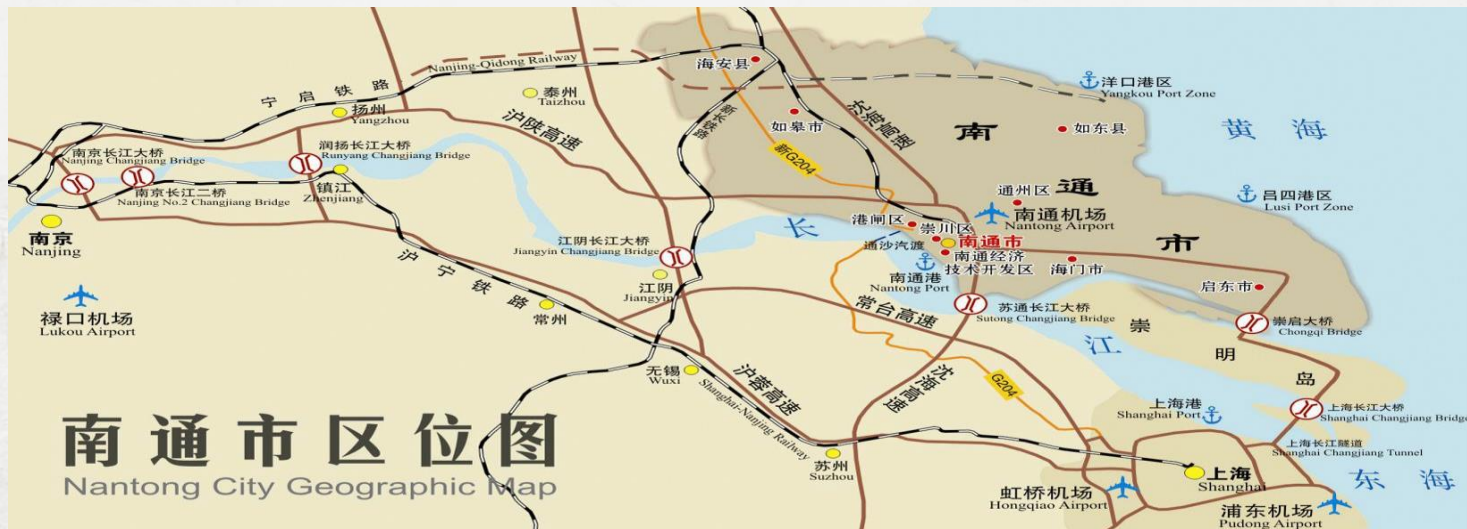 海安县
洋口港区
Yangkou Port Zone
Nanjing-Qidong Railway
宁启铁路
泰州
Taizhou
扬州
Yangzhou
沪陕高速
新长铁路
如皋市
沈海高速
南通市
如东县
黄海
新G204
南京长江大桥
Nanjing Changjiang Bridge
南京长江二桥
Nanjing No.2 Changjiang Bridge
润扬长江大桥
Runyang Changjiang Bridge
镇江
Zhenjiang
通州区
吕四港区
Lusi Port Zone
南通机场
Nantong Airport
港闸区
崇川区
南通市
通沙汽渡
南通经济
技术开发区
海门市
启东市
南通港
Nantong Port
南京
Nanjing
江阴长江大桥
Jiangyin Changjiang Bridge
江阴
Jiangyin
长江
沪宁铁路
常州
禄口机场
Lukou Airport
常台高速
苏通长江大桥
Sutong Changjiang Bridge
崇启大桥
Chongqi Bridge
崇明岛
无锡
Wuxi
沪蓉高速
Shanghai-Nanjing Railway
沈海高速
G204
上海港
Shanghai Port
上海长江大桥
Shanghai Changjiang Bridge
上海长江隧道
Shanghai Changjiang Tunnel
苏州
Suzhou
上海
Shanghai
东海
虹桥机场
Hongqiao Airport
浦东机场
Pudong Airport
南通市区位图
Nantong City Geographic Map